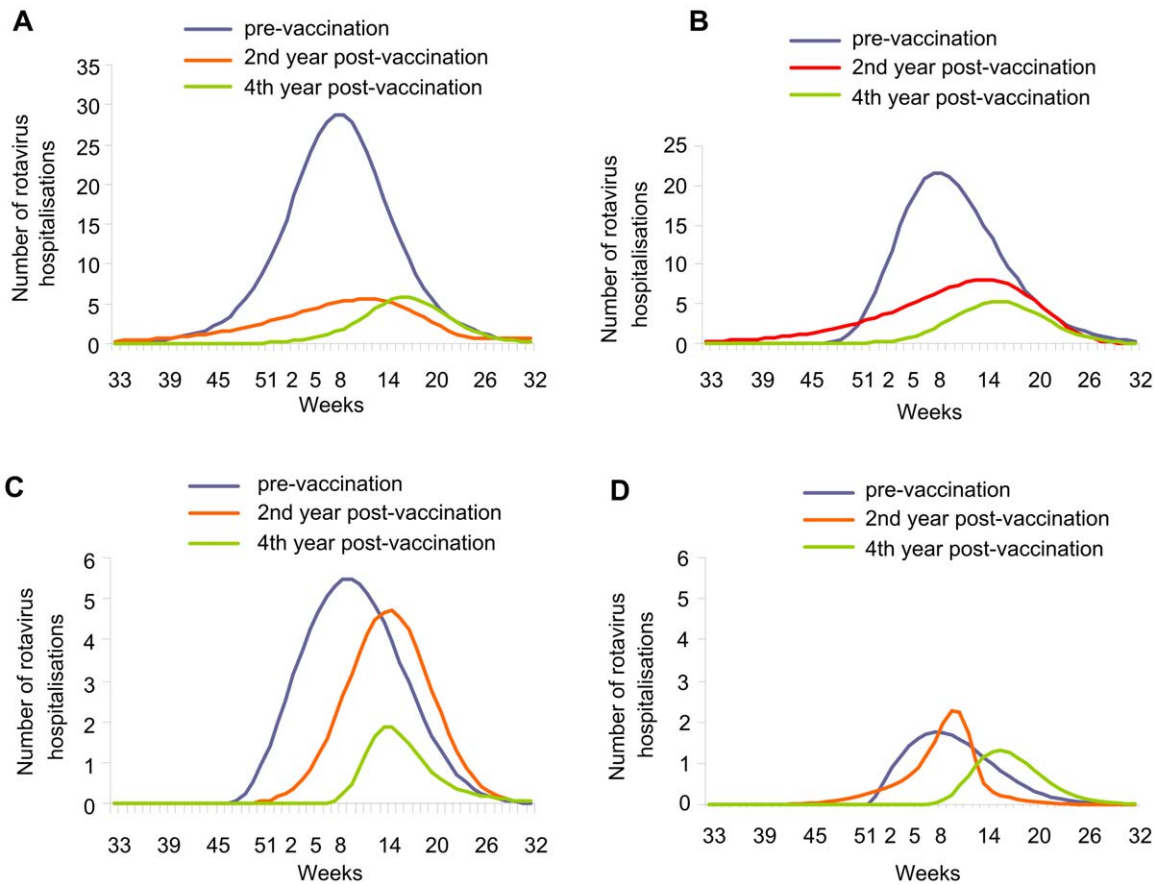 A
pre-vaccination
2nd year post-vaccination
4th year post-vaccination
Number of rotavirus
hospitalisations
35
30
25
20
15
10
5
0
33 39 45 51 2 5 8 14 20 26 32
Weeks
B
pre-vaccination
2nd year post-vaccination
4th year post-vaccination
Number of rotavirus
hospitalisations
25
20
15
10
5
0
33 39 45 51 2 5 8 14 20 26 32
Weeks
C
pre-vaccination
2nd year post-vaccination
4th year post-vaccination
Number of rotavirus
hospitalisations
6
5
4
3
2
1
0
33 39 45 51 2 5 8 14 20 26 32
Weeks
D
pre-vaccination
2nd year post-vaccination
4th year post-vaccination
Number of rotavirus
hospitalisations
6
5
4
3
2
1
0
33 39 45 51 2 5 8 14 20 26 32
Weeks